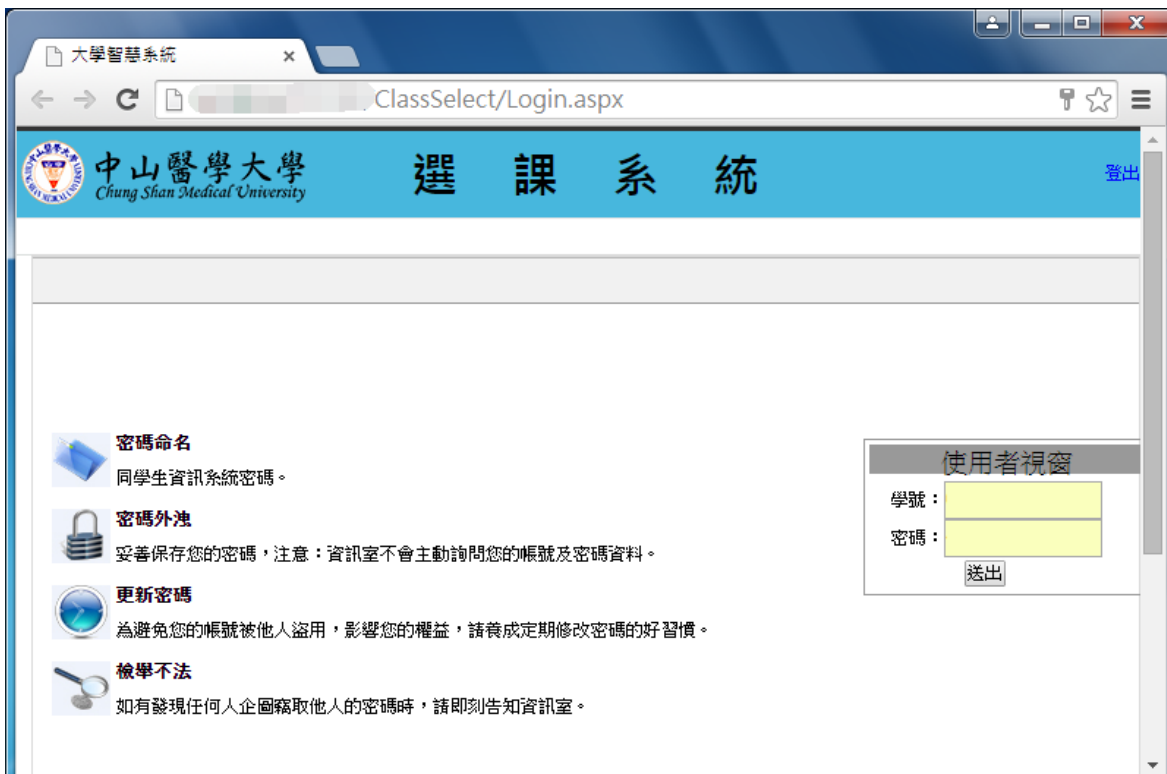 大學智慧系統
ClassSelect/Login.aspx
中山醫學大學
Chung Shan Medical University
選 課 系 統
登出
密碼命名
同學生資訊系統密碼。
密碼外洩
妥善保存您的密碼，注意：資訊室不會主動詢問您的帳號及密碼資料。
更新密碼
為避免您的帳號被他人盜用，影響您的權益，請養成定期修改密碼的好習慣。
檢舉不法
如有發現任何人企圖竊取他人的密碼時，請即刻告知資訊室。
使用者視窗
學號：
密碼：
送出